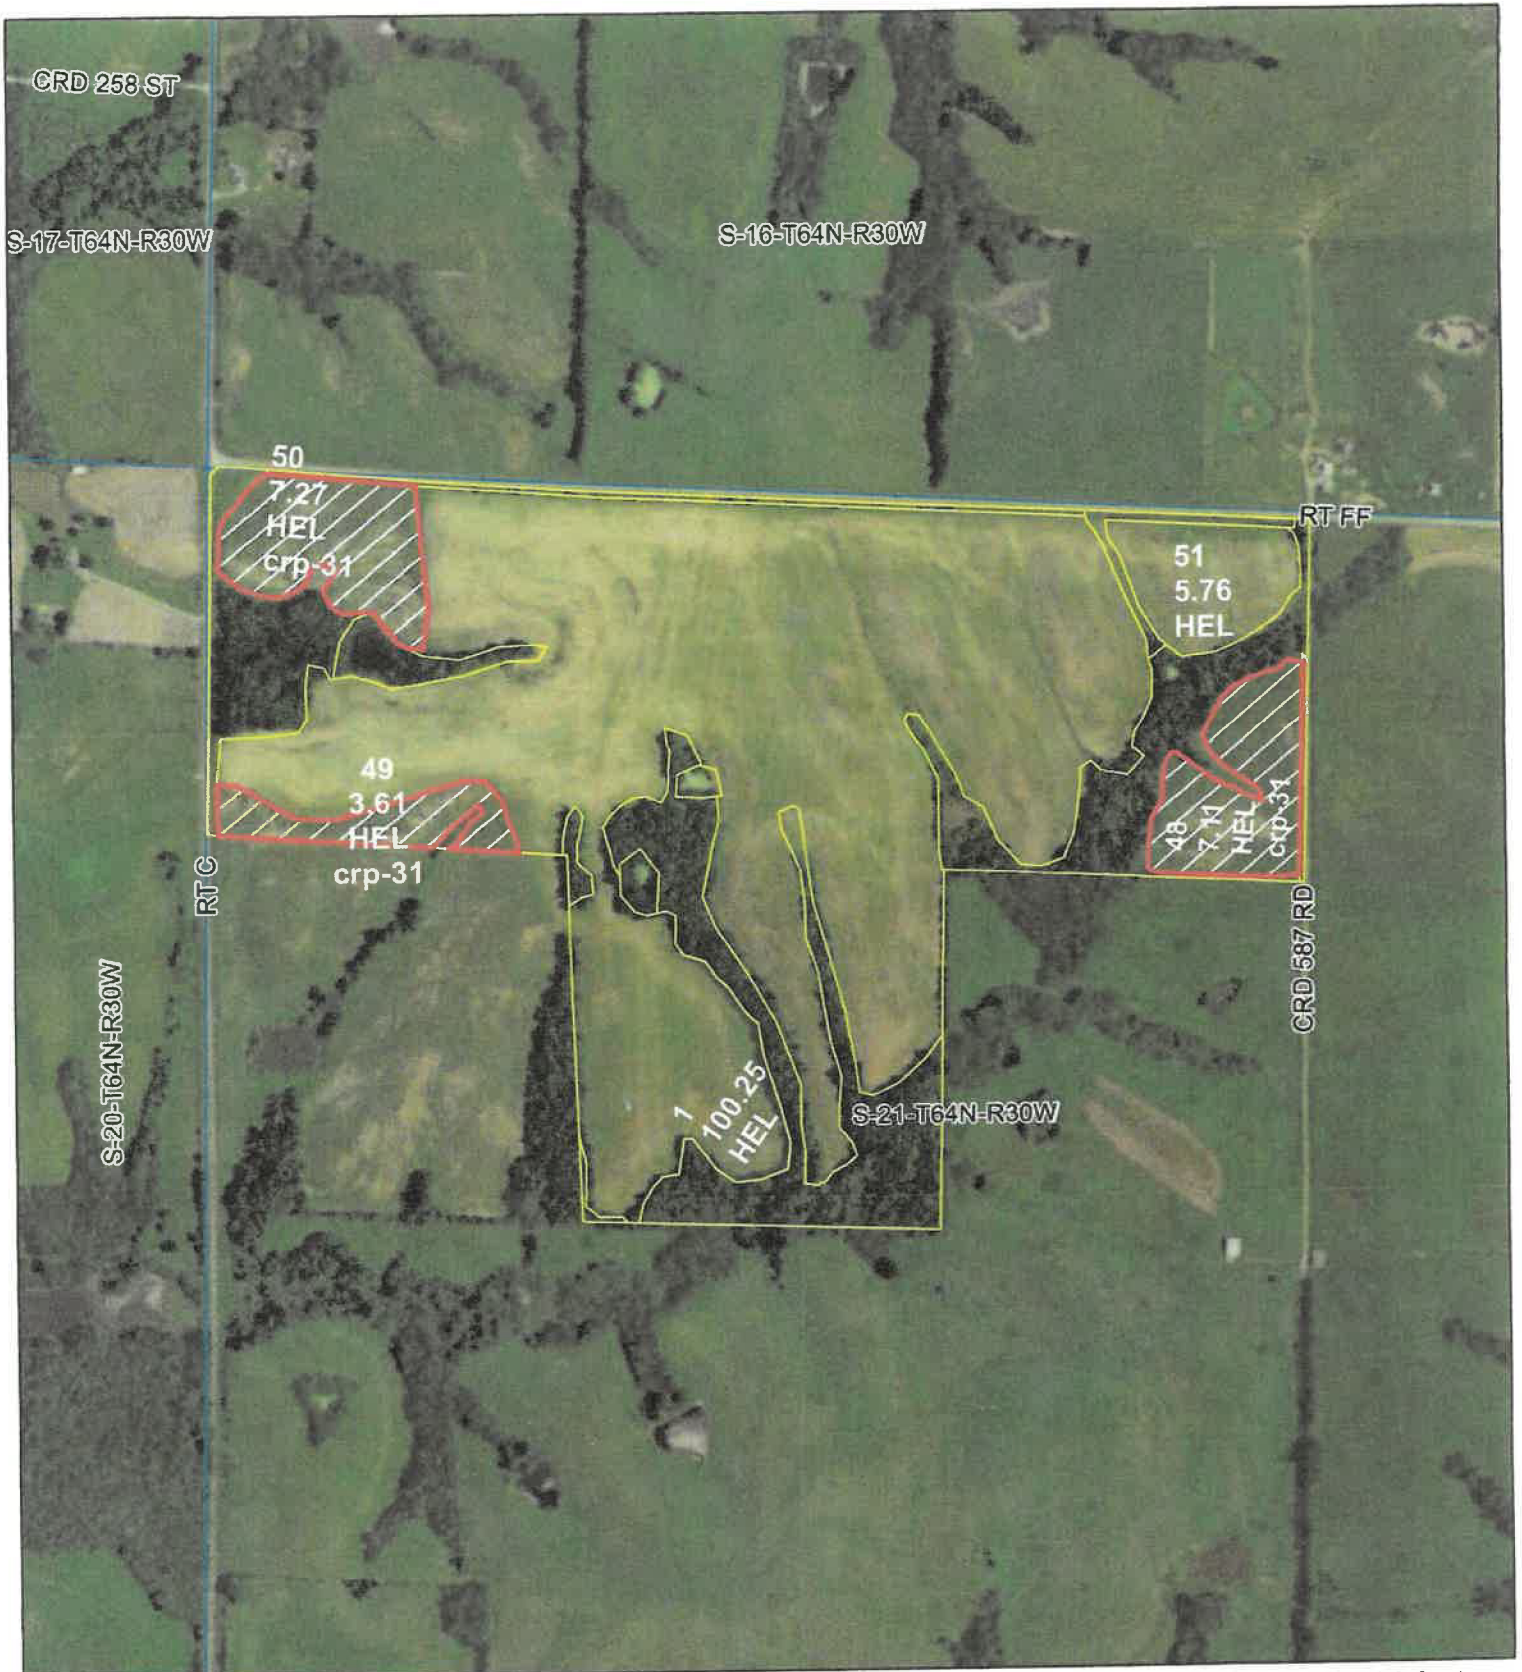 CRD 258 ST
S-17-T64N-R30W
S-16-T64N-R30W
50
7.27
HEL
crp-31
RT FF
51
5.76
HEL
49
3.61
HEL
crp-31
48
7.11
HEL
crp-31
RT C
CRD 587 RD
S-20-T64N-R30W
1
100.25
HEL
S-21-T64N-R30W